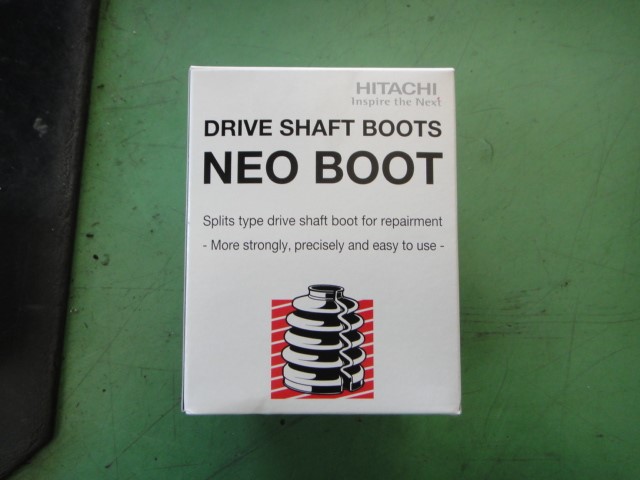 HITACHI
Inspire the Next
DRIVE SHAFT BOOTS
NEO BOOT
Splits type drive shaft boot for repairment
- More strongly, precisely and easy to use -